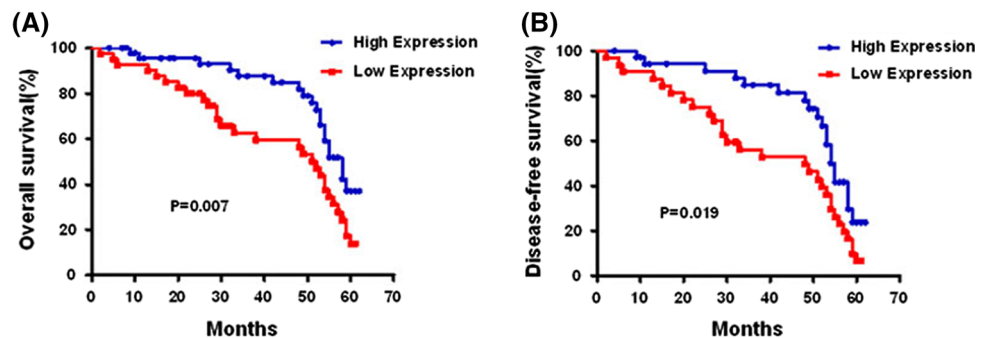 (A)
High Expression
Low Expression
Overall survival(%)
100
80
60
40
20
0
P=0.007
0 10 20 30 40 50 60 70
Months
(B)
High Expression
Low Expression
Disease-free survival(%)
100
80
60
40
20
0
P=0.019
0 10 20 30 40 50 60 70
Months